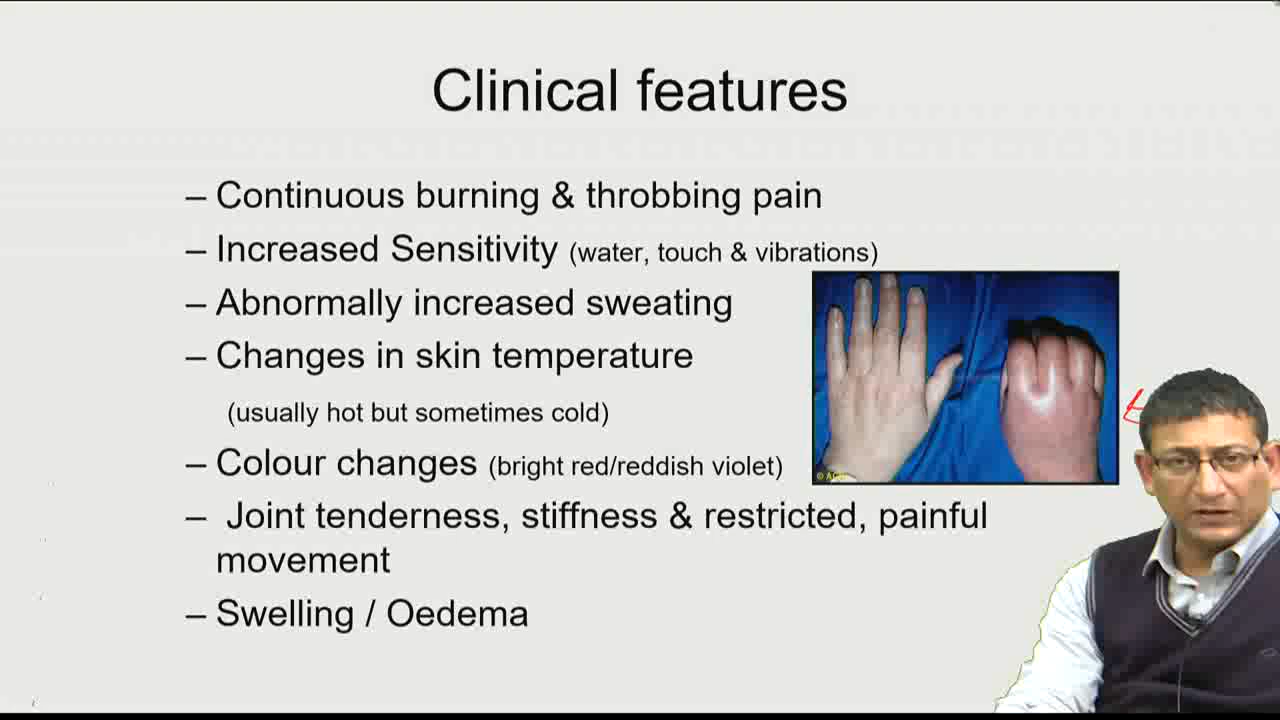 Clinical features
– Continuous burning & throbbing pain
– Increased Sensitivity (water, touch & vibrations)
– Abnormally increased sweating
– Changes in skin temperature
(usually hot but sometimes cold)
– Colour changes (bright red/reddish violet)
– Joint tenderness, stiffness & restricted, painful
movement
– Swelling / Oedema